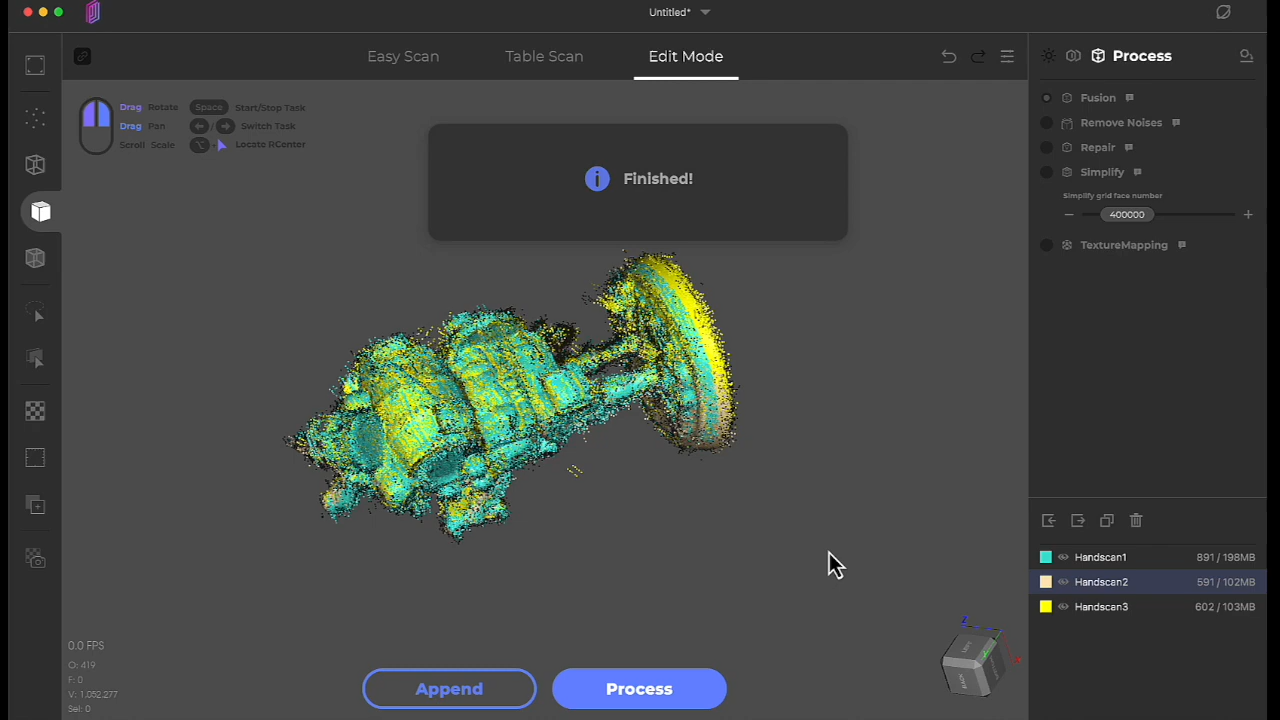 Untitled*
Easy Scan
Table Scan
Edit Mode
Process
Drag Rotate Space Start/Stop Task
Drag Pan ← / → Switch Task
Scroll Scale ⌥ + Locate RCenter
Finished!
Fusion
Remove Noises
Repair
Simplify
Simplify grid face number
− 400000 +
TextureMapping
Handscan1 891 / 198MB
Handscan2 591 / 102MB
Handscan3 602 / 103MB
0.0 FPS
O: 419
F: 0
V: 1,052,277
Sel: 0
Append
Process
Z
Y
X
LEFT
BACK